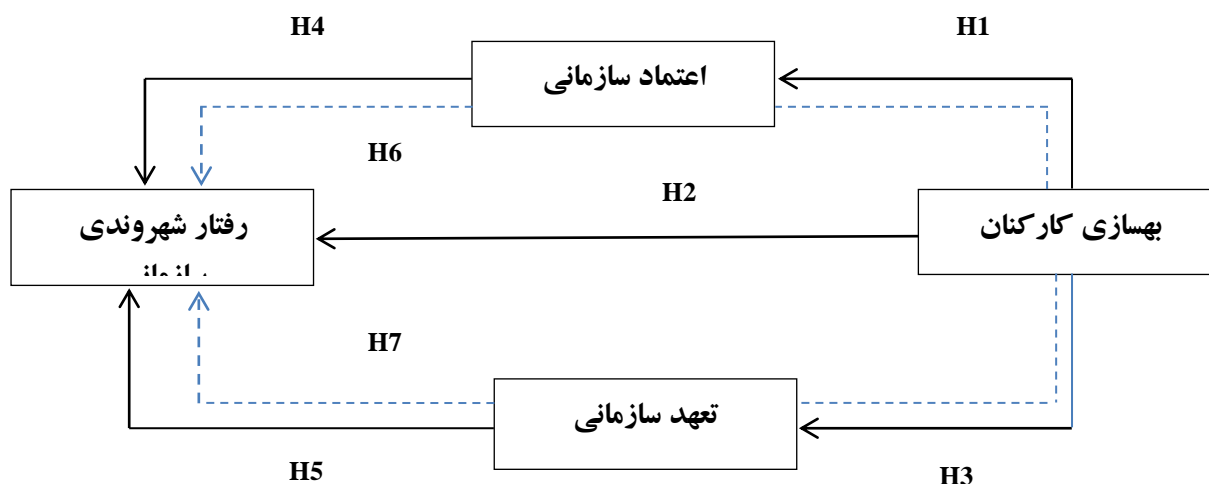 H4
H1
اعتماد سازمانی
H6
H2
رفتار شهروندی
بهسازی کارکنان
H7
تعهد سازمانی
H5
H3